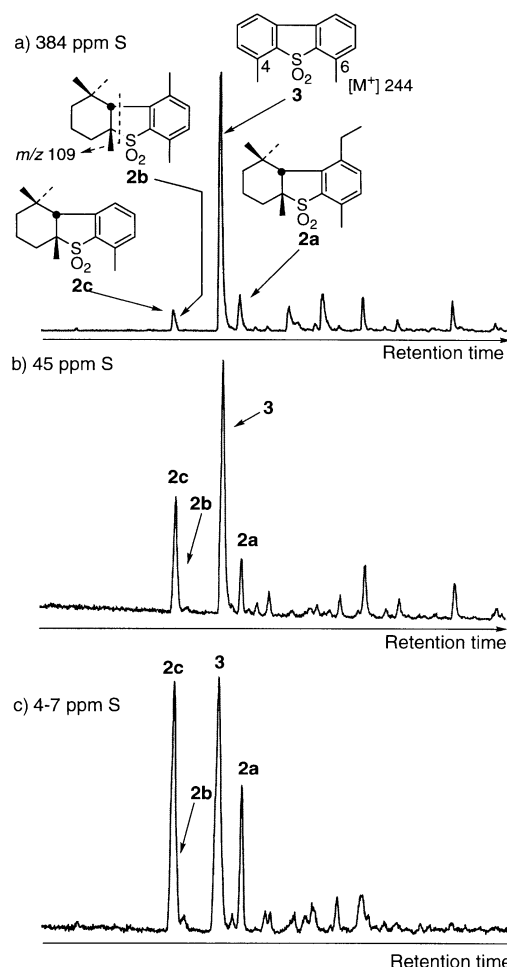 a) 384 ppm S
4
6
S
O2
3
[M+] 244
S
O2
m/z 109
2b
S
O2
2a
S
O2
2c
Retention time
b) 45 ppm S
3
2c
2b
2a
Retention time
c) 4-7 ppm S
2c
3
2b
2a
Retention time